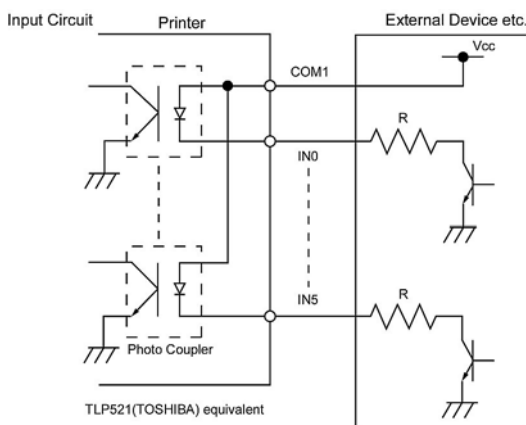 Input Circuit
Printer
External Device etc.
Vcc
COM1
R
IN0
IN5
R
Photo Coupler
TLP521(TOSHIBA) equivalent